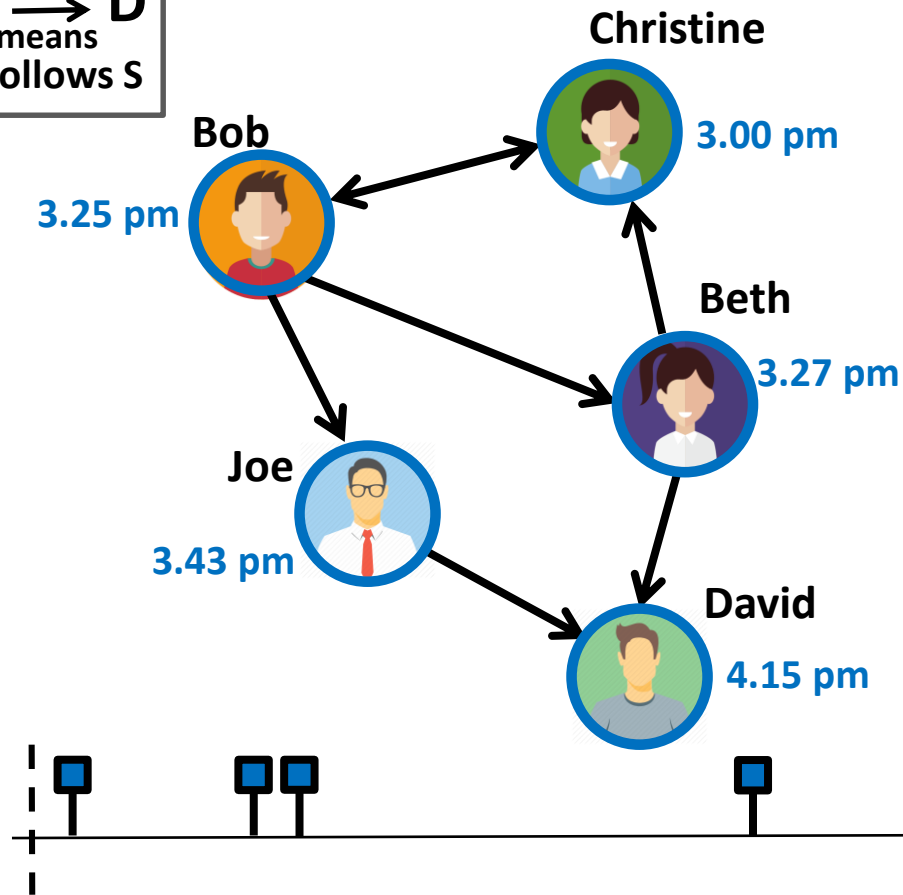 D
means
ollows S
Christine
3.00 pm
Bob
3.25 pm
Beth
3.27 pm
Joe
3.43 pm
David
4.15 pm